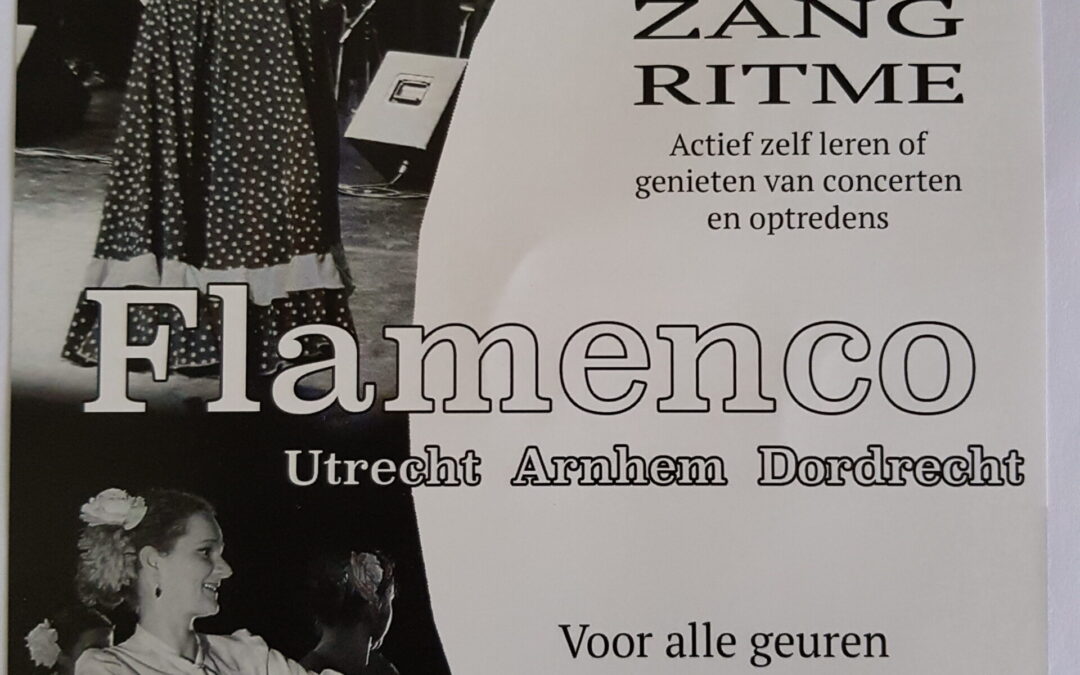 ZANG
RITME
Actief zelf leren of
genieten van concerten
en optredens
Flamenco
Utrecht Arnhem Dordrecht
Voor alle geuren